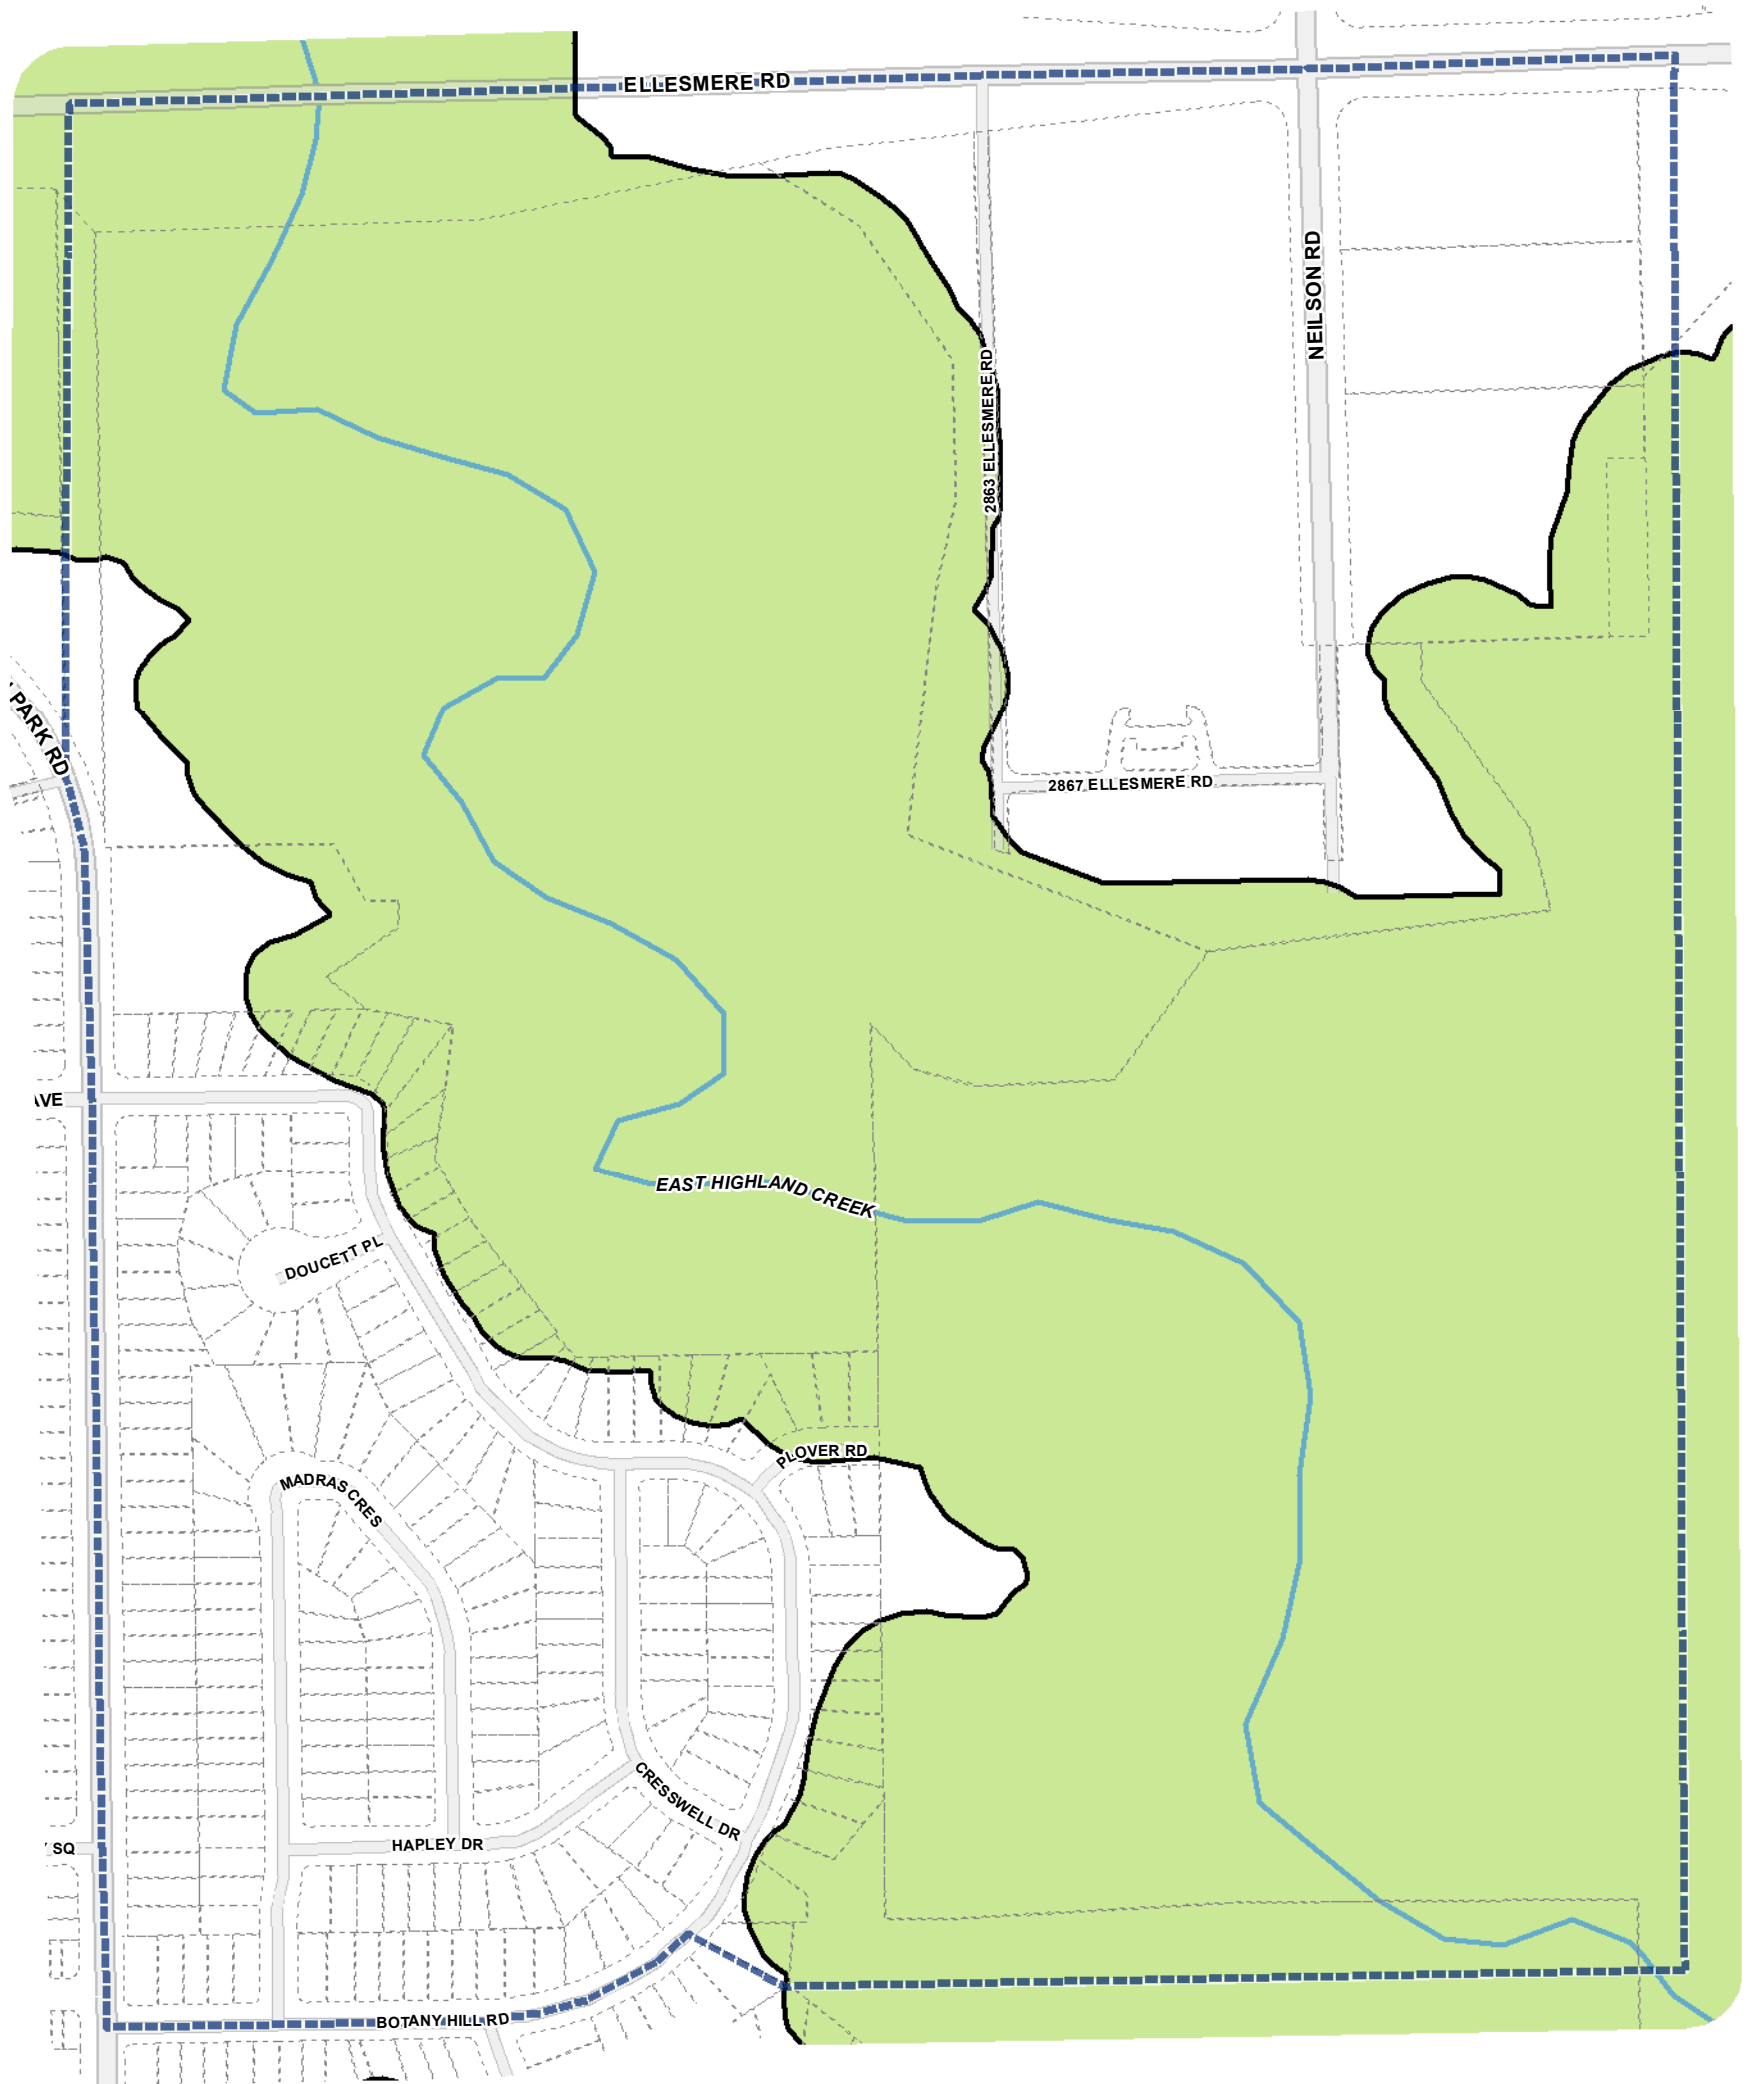 ELLESMERE RD
NEILSON RD
2863 ELLESMERE RD
PARK RD
2867 ELLESMERE RD
EAST HIGHLAND CREEK
DOUCETT PL
PLOVER RD
MADRAS CRES
CRESSWELL DR
HAPLEY DR
SQ
BOTANY HILL RD